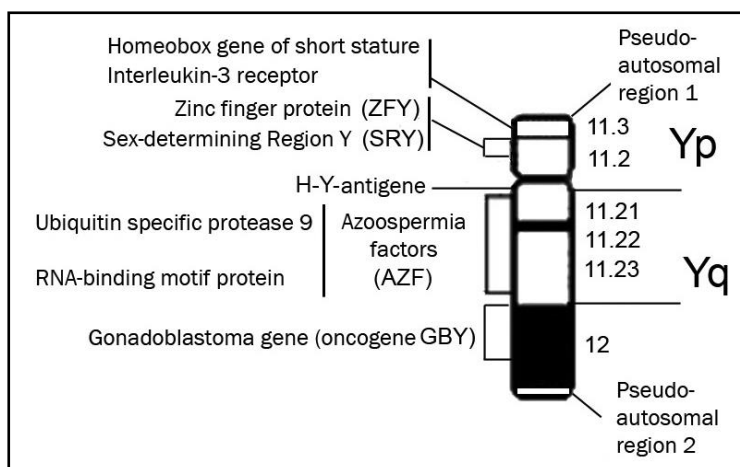 Homeobox gene of short stature
Interleukin-3 receptor
Zinc finger protein (ZFY)
Sex-determining Region Y (SRY)
H-Y-antigene
Ubiquitin specific protease 9
RNA-binding motif protein
Azoospermia
factors
(AZF)
Gonadoblastoma gene (oncogene GBY)
Pseudo-
autosomal
region 1
11.3
11.2
Yp
11.21
11.22
11.23
Yq
12
Pseudo-
autosomal
region 2